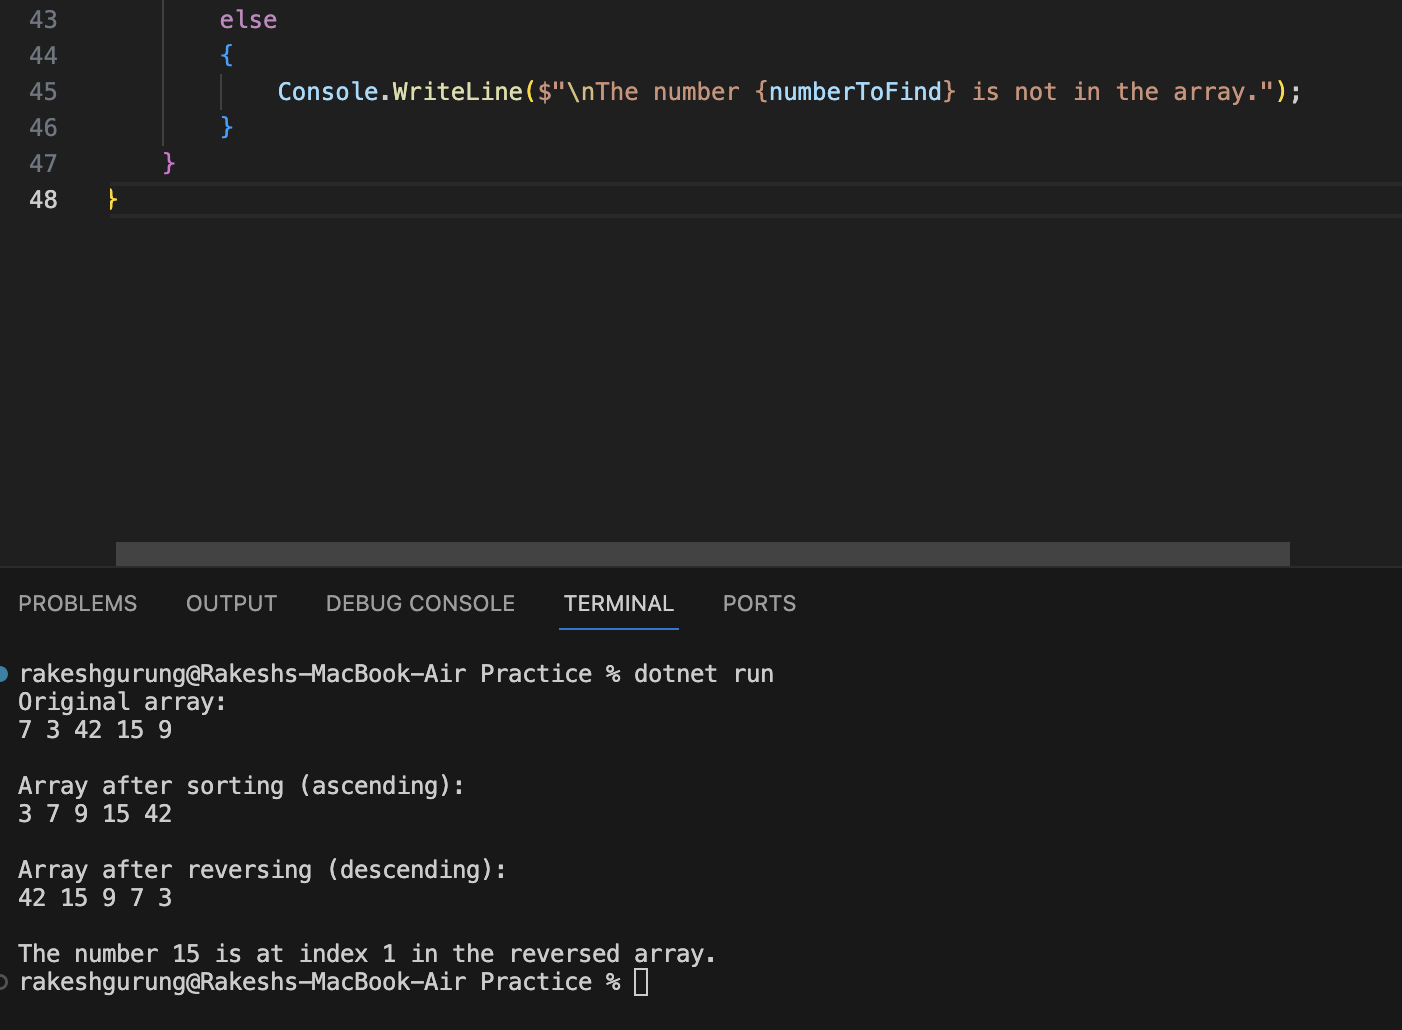 43 else
44 {
45 Console.WriteLine($"\nThe number {numberToFind} is not in the array.");
46 }
47 }
48 }
PROBLEMS OUTPUT DEBUG CONSOLE TERMINAL PORTS
rakeshgurung@Rakeshs-MacBook-Air Practice % dotnet run
Original array:
7 3 42 15 9
Array after sorting (ascending):
3 7 9 15 42
Array after reversing (descending):
42 15 9 7 3
The number 15 is at index 1 in the reversed array.
rakeshgurung@Rakeshs-MacBook-Air Practice %